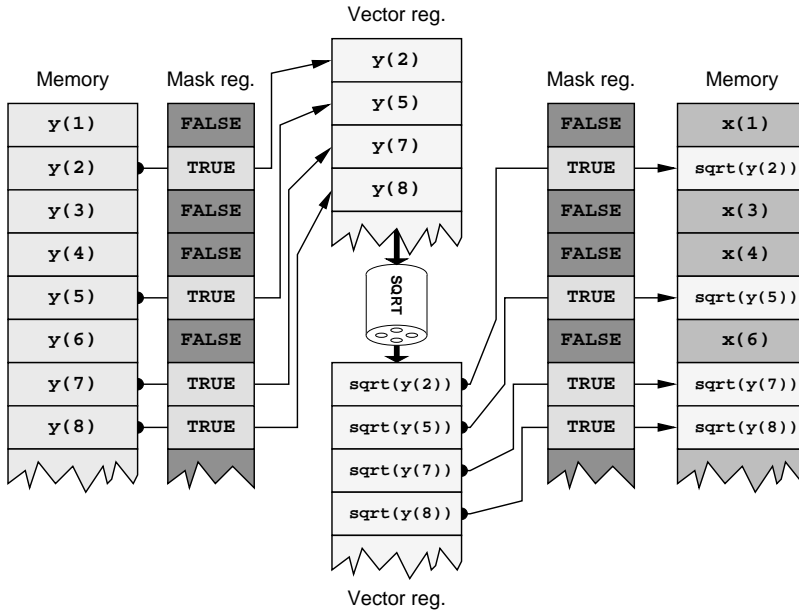 Vector reg.
Memory
Mask reg.
y(1)
y(2)
y(3)
y(4)
y(5)
y(6)
y(7)
y(8)
FALSE
TRUE
FALSE
FALSE
TRUE
FALSE
TRUE
TRUE
y(2)
y(5)
y(7)
y(8)
SQRT
sqrt(y(2))
sqrt(y(5))
sqrt(y(7))
sqrt(y(8))
Vector reg.
Mask reg.
Memory
FALSE
TRUE
FALSE
FALSE
TRUE
FALSE
TRUE
TRUE
x(1)
sqrt(y(2))
x(3)
x(4)
sqrt(y(5))
x(6)
sqrt(y(7))
sqrt(y(8))